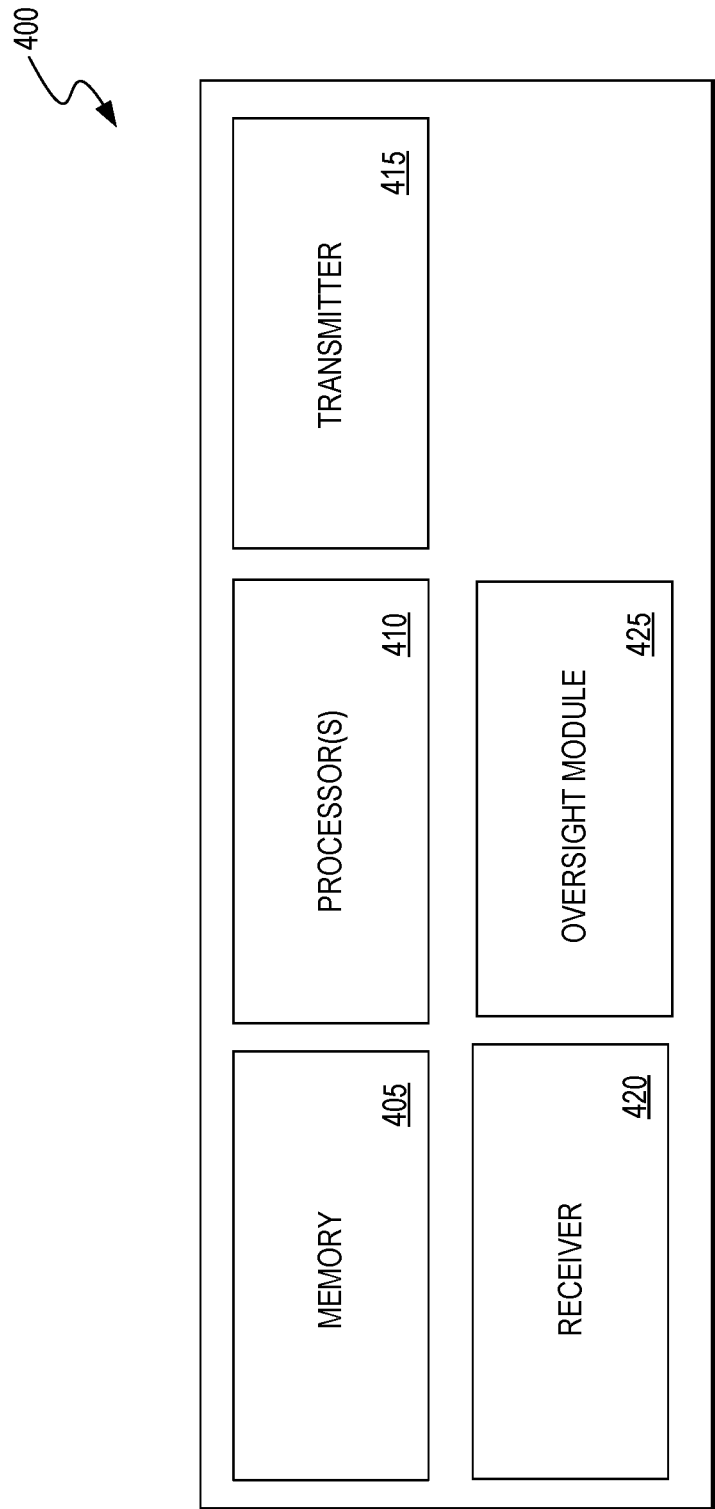 400
MEMORY
405
PROCESSOR(S)
410
TRANSMITTER
415
RECEIVER
420
OVERSIGHT MODULE
425